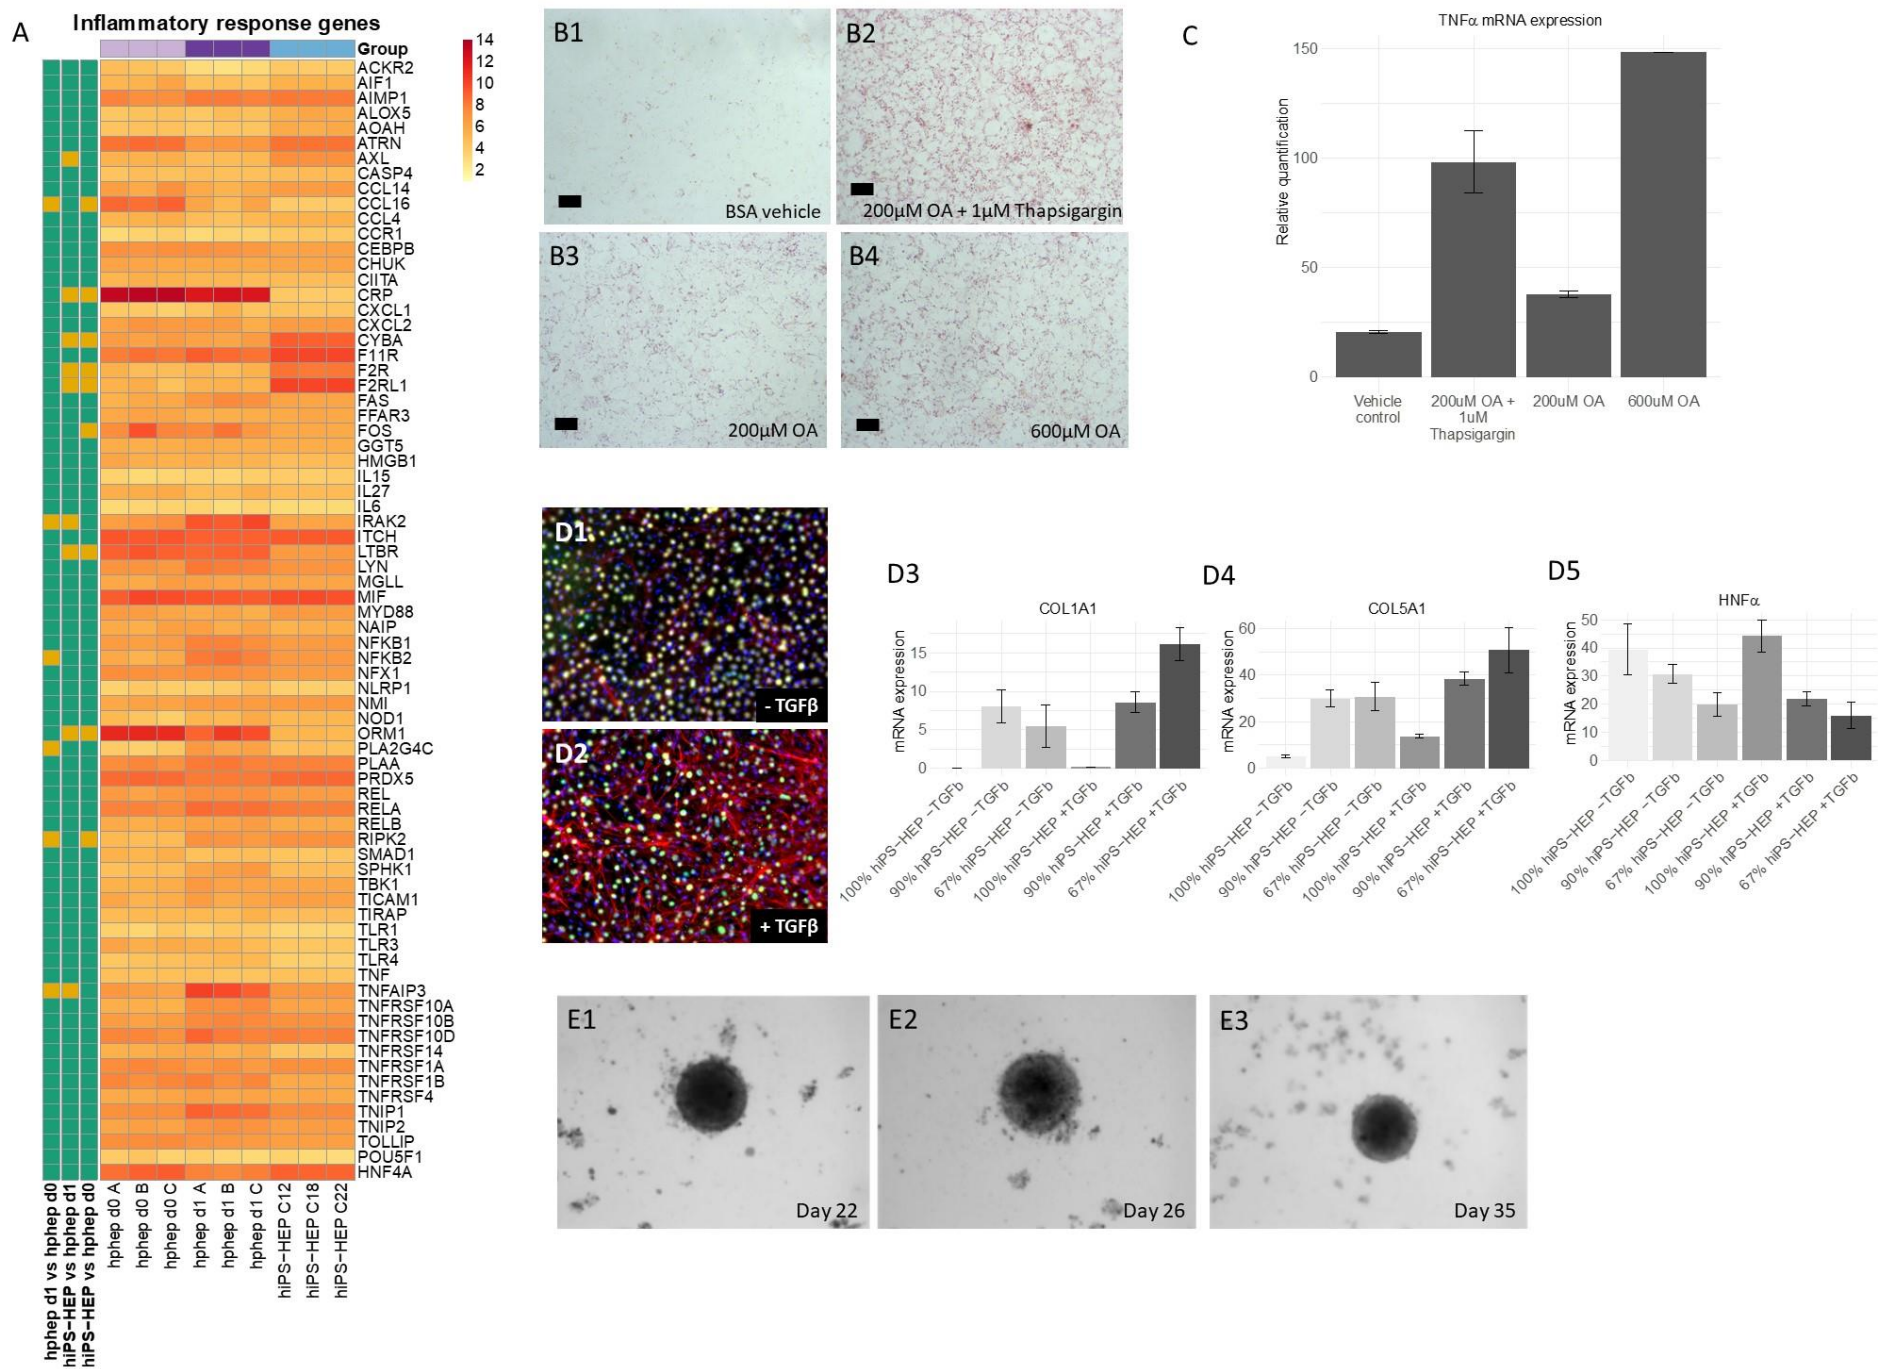 A
Inflammatory response genes
Group
ACKR2
AIF1
AIMP1
ALOX5
AOAH
ATRN
AXL
CASP4
CCL14
CCL16
CCL4
CCR1
CEBPB
CHUK
CIITA
CRP
CXCL1
CXCL2
CYBA
F11R
F2R
F2RL1
FAS
FFAR3
FOS
GGT5
HMGB1
IL15
IL27
IL6
IRAK2
ITCH
LTBR
LYN
MGLL
MIF
MYD88
NAIP
NFKB1
NFKB2
NFX1
NLRP1
NMI
NOD1
ORM1
PLA2G4C
PLAA
PRDX5
REL
RELA
RELB
RIPK2
SMAD1
SPHK1
TBK1
TICAM1
TIRAP
TLR1
TLR3
TLR4
TNF
TNFAIP3
TNFRSF10A
TNFRSF10B
TNFRSF10D
TNFRSF14
TNFRSF1A
TNFRSF1B
TNFRSF4
TNIP1
TNIP2
TOLLIP
POU5F1
HNF4A
14
12
10
8
6
4
2
hphep d1 vs hphep d0
hiPS−HEP vs hphep d1
hiPS−HEP vs hphep d0
hphep d0 A
hphep d0 B
hphep d0 C
hphep d1 A
hphep d1 B
hphep d1 C
hiPS−HEP C12
hiPS−HEP C18
hiPS−HEP C22
B1
BSA vehicle
B2
200µM OA + 1µM Thapsigargin
B3
200µM OA
B4
600µM OA
C
TNFα mRNA expression
Relative quantification
150
100
50
0
Vehicle
control
200uM OA +
1uM
Thapsigargin
200uM OA
600uM OA
D1
- TGFβ
D2
+ TGFβ
D3
COL1A1
mRNA expression
15
10
5
0
100% hiPS−HEP −TGFb
90% hiPS−HEP −TGFb
67% hiPS−HEP −TGFb
100% hiPS−HEP +TGFb
90% hiPS−HEP +TGFb
67% hiPS−HEP +TGFb
D4
COL5A1
mRNA expression
60
40
20
0
100% hiPS−HEP −TGFb
90% hiPS−HEP −TGFb
67% hiPS−HEP −TGFb
100% hiPS−HEP +TGFb
90% hiPS−HEP +TGFb
67% hiPS−HEP +TGFb
D5
HNFα
mRNA expression
50
40
30
20
10
0
100% hiPS−HEP −TGFb
90% hiPS−HEP −TGFb
67% hiPS−HEP −TGFb
100% hiPS−HEP +TGFb
90% hiPS−HEP +TGFb
67% hiPS−HEP +TGFb
E1
Day 22
E2
Day 26
E3
Day 35